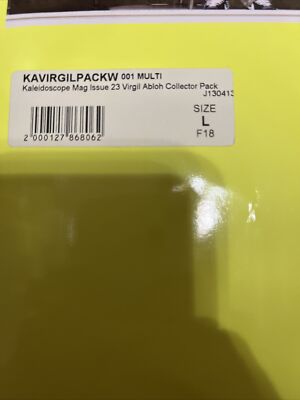 KAVIRGILPACKW 001 MULTI
Kaleidoscope Mag Issue 23 Virgil Abloh Collector Pack
J130413
SIZE
L
F18
2 000127 868062